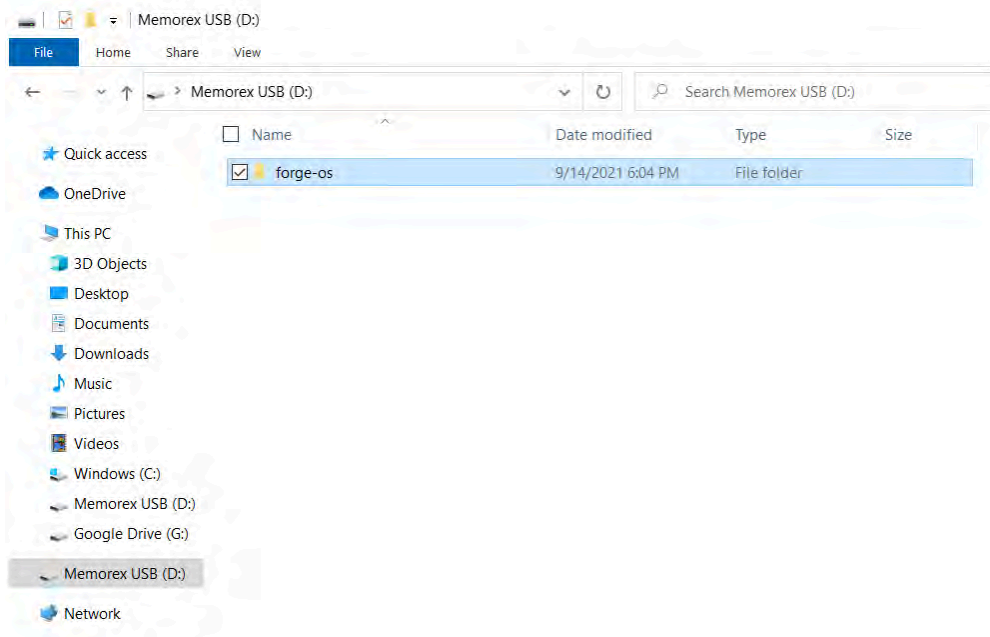 Memorex USB (D:)
File Home Share View
Memorex USB (D:) Search Memorex USB (D:)
Name Date modified Type Size
Quick access
forge-os 9/14/2021 6:04 PM File folder
OneDrive
This PC
3D Objects
Desktop
Documents
Downloads
Music
Pictures
Videos
Windows (C:)
Memorex USB (D:)
Google Drive (G:)
Memorex USB (D:)
Network